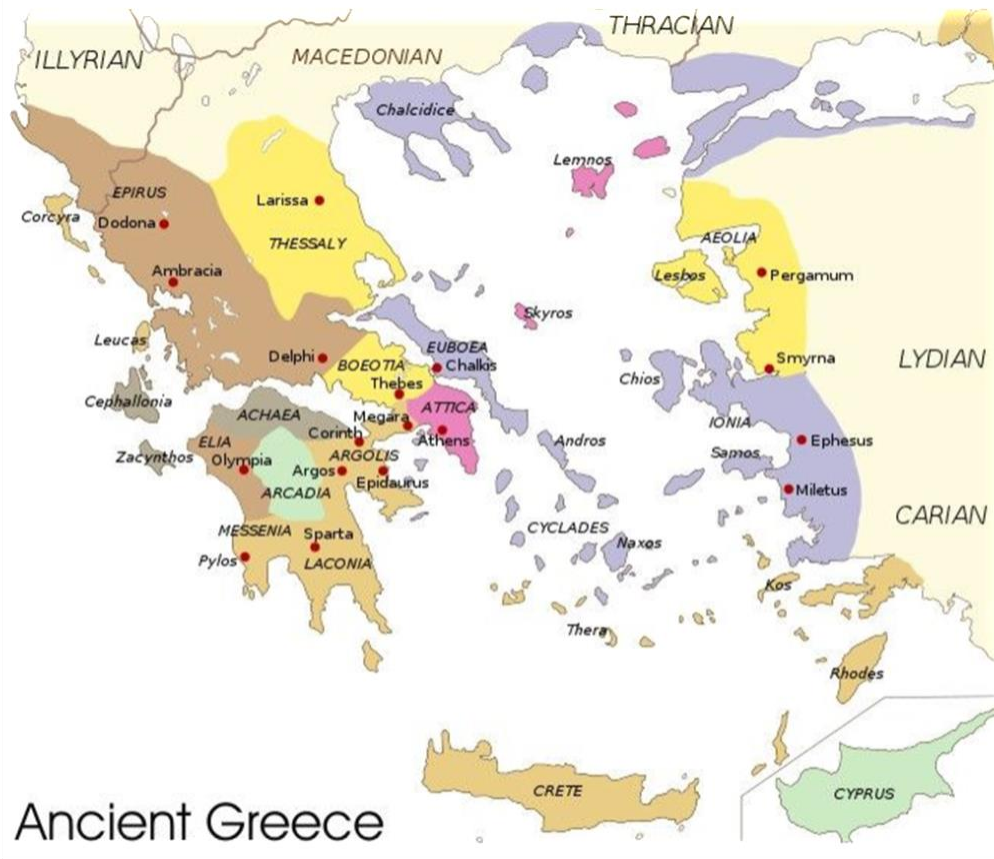 THRACIAN
ILLYRIAN
MACEDONIAN
Chalcidice
Lemnos
EPIRUS
Corcyra
Dodona
Larissa
THESSALY
AEOLIA
Ambracia
Lesbos
Pergamum
Skyros
Leucas
Delphi
BOEOTIA
EUBOEA
Chalkis
Smyrna
LYDIAN
Thebes
Chios
Cephallonia
ACHAEA
Megara
ATTICA
IONIA
Corinth
Athens
Andros
Ephesus
ELIA
Zacynthos
Olympia
ARGOLIS
Samos
Argos
Epidaurus
ARCADIA
Miletus
CARIAN
MESSENIA
Sparta
CYCLADES
Naxos
Pylos
LACONIA
Kos
Thera
Rhodes
CRETE
CYPRUS
Ancient Greece